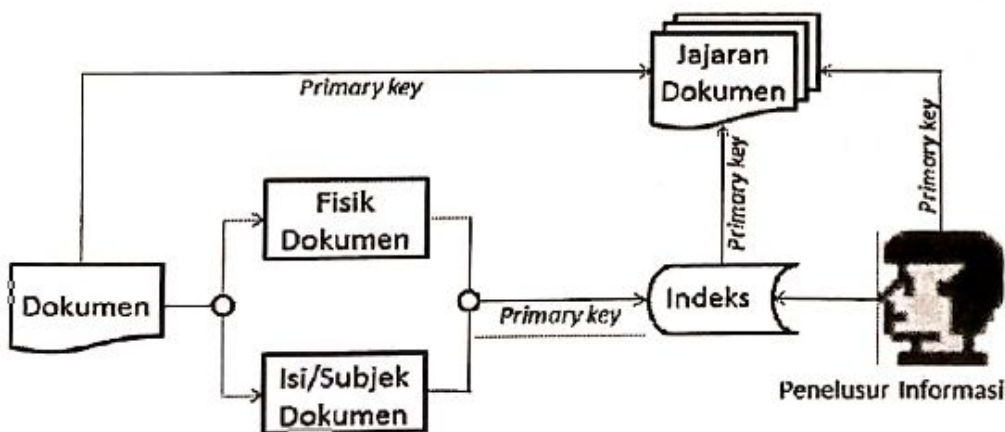 Jajaran
Dokumen
Primary key
Primary key
Primary key
Fisik
Dokumen
Dokumen
Primary key
Indeks
Isi/Subjek
Dokumen
Penelusur Informasi